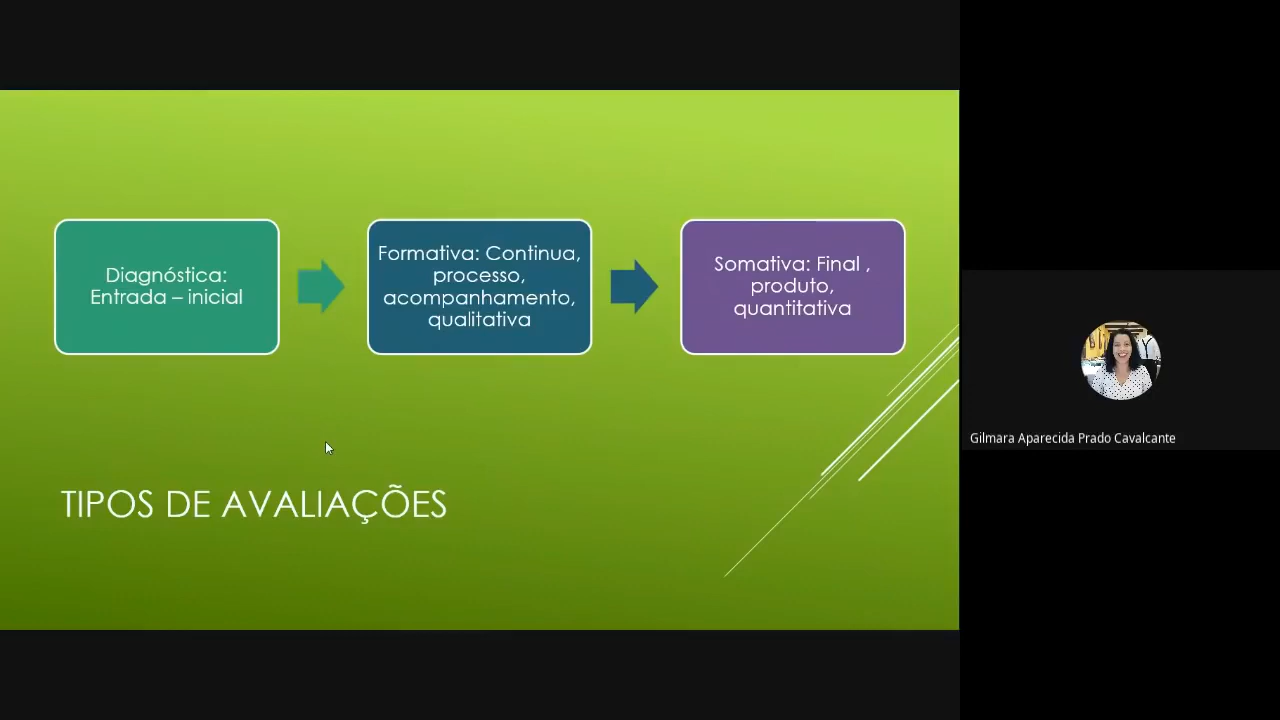 Diagnóstica:
Entrada – inicial
Formativa: Continua,
processo,
acompanhamento,
qualitativa
Somativa: Final ,
produto,
quantitativa
TIPOS DE AVALIAÇÕES
Gilmara Aparecida Prado Cavalcante